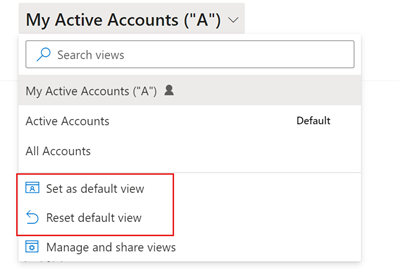 My Active Accounts ("A")
Search views
My Active Accounts ("A")
Active Accounts Default
All Accounts
Set as default view
Reset default view
Manage and share views